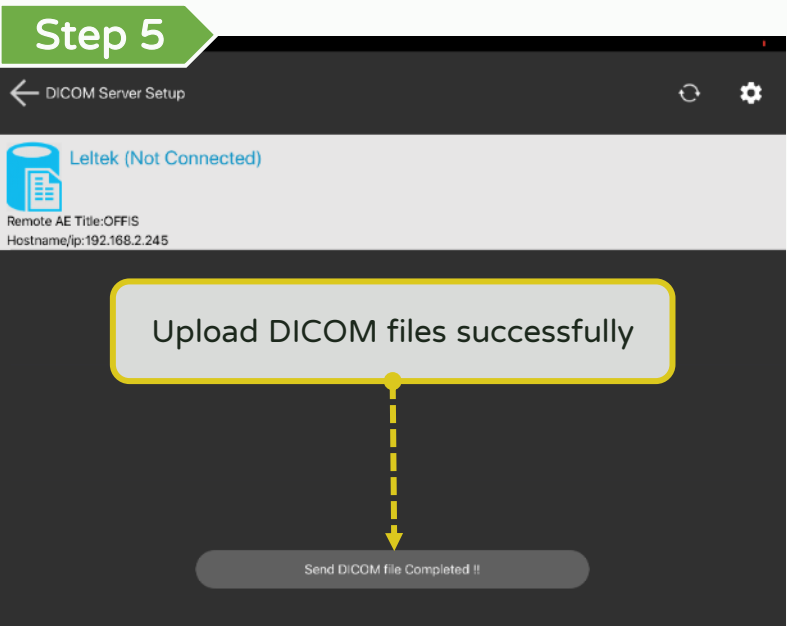 Step 5
DICOM Server Setup
Leltek (Not Connected)
Remote AE Title:OFFIS
Hostname/ip:192.168.2.245
Upload DICOM files successfully
Send DICOM file Completed !!